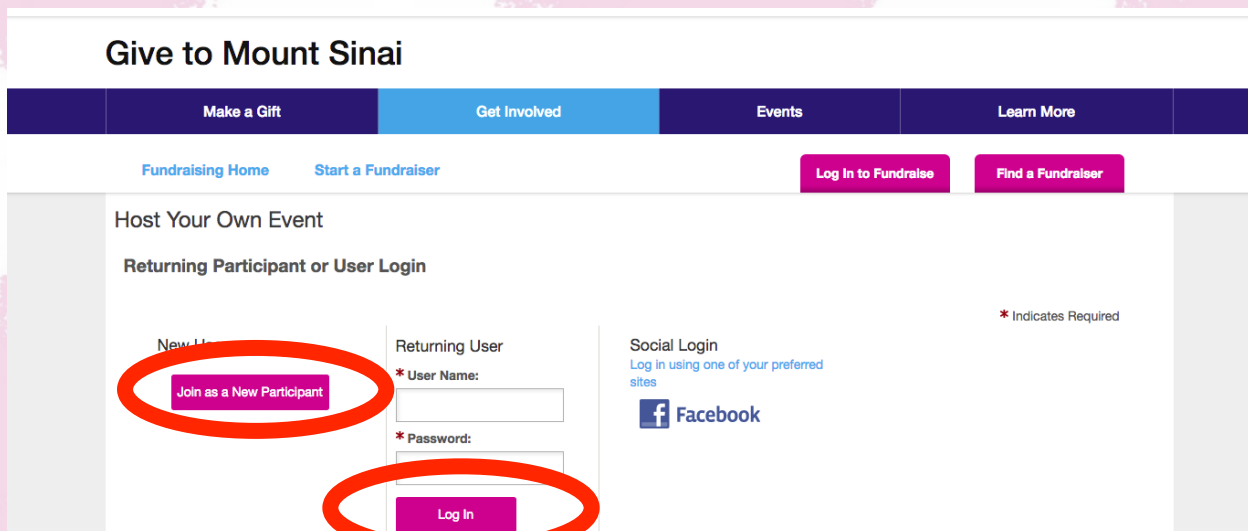 Give to Mount Sinai
Make a Gift
Get Involved
Events
Learn More
Fundraising Home
Start a Fundraiser
Log In to Fundraise
Find a Fundraiser
Host Your Own Event
Returning Participant or User Login
* Indicates Required
New
Join as a New Participant
Returning User
* User Name:
* Password:
Log In
Social Login
Log in using one of your preferred
sites
f Facebook